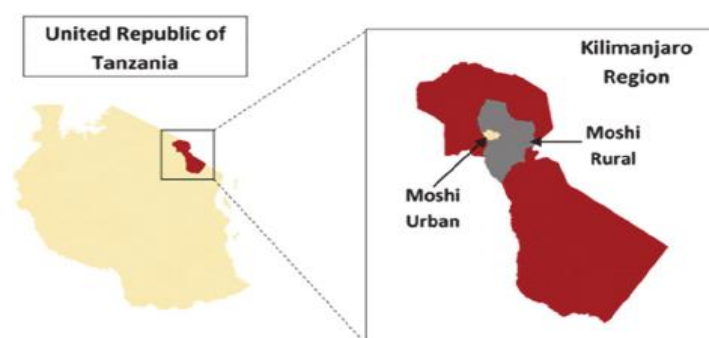 United Republic of
Tanzania
Kilimanjaro
Region
Moshi
Rural
Moshi
Urban